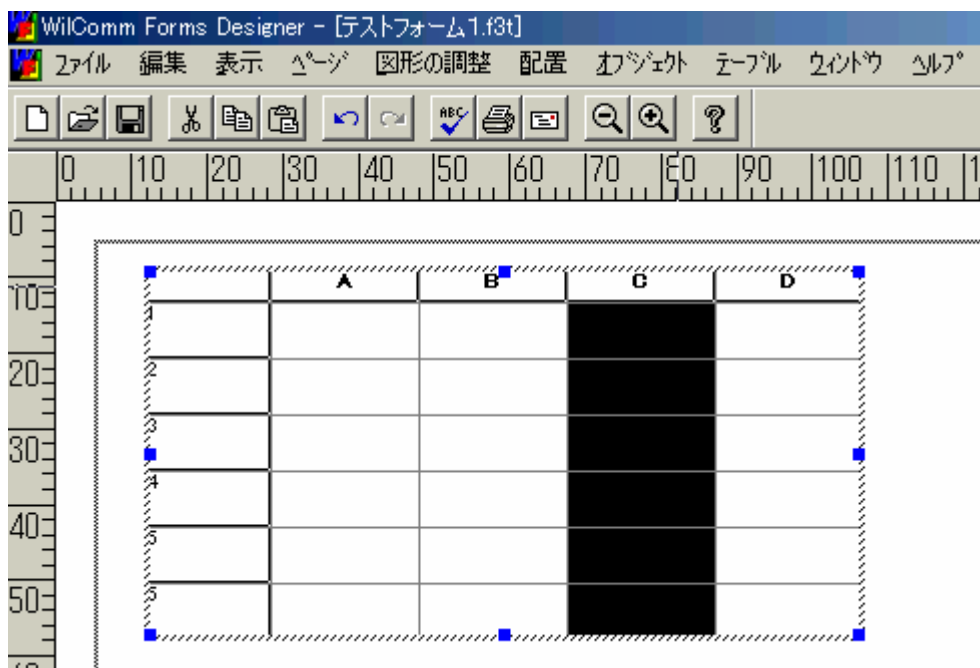 WilComm Forms Designer - [テストフォーム1.f3t]
ﾌｧｲﾙ 編集 表示 ﾍﾟｰｼﾞ 図形の調整 配置 ｵﾌﾞｼﾞｪｸﾄ ﾃｰﾌﾞﾙ ｳｨﾝﾄﾞｳ ﾍﾙﾌﾟ
ABC
0 10 20 30 40 50 60 70 80 90 100 110 1
0
10
20
30
40
50
A B C D
1
2
3
4
5
5